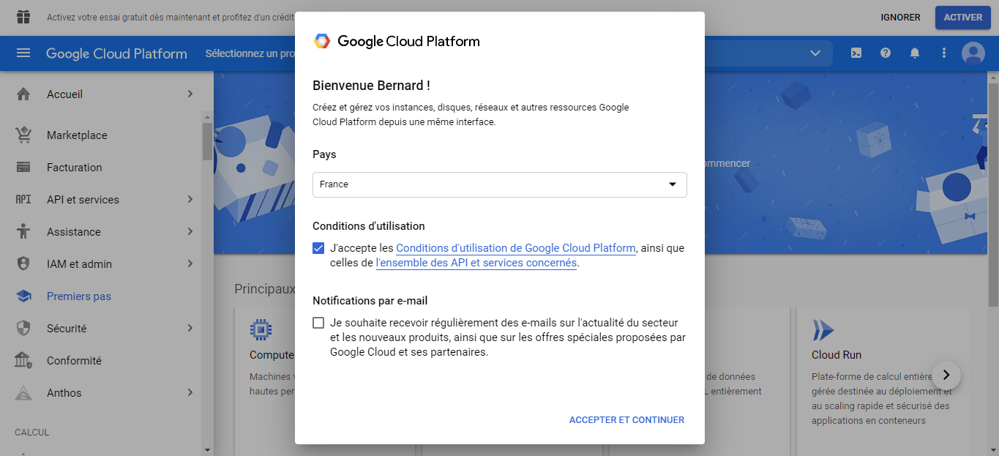 Activez votre essai gratuit dès maintenant et profitez d'un crédit
IGNORER
ACTIVER
Google Cloud Platform
Sélectionnez un pro
Accueil
Marketplace
Facturation
API
API et services
Assistance
IAM et admin
Premiers pas
Sécurité
Conformité
Anthos
CALCUL
Google Cloud Platform
Bienvenue Bernard !
Créez et gérez vos instances, disques, réseaux et autres ressources Google
Cloud Platform depuis une même interface.
Pays
France
Conditions d'utilisation
J'accepte les Conditions d'utilisation de Google Cloud Platform, ainsi que
celles de l'ensemble des API et services concernés.
Notifications par e-mail
Je souhaite recevoir régulièrement des e-mails sur l'actualité du secteur
et les nouveaux produits, ainsi que sur les offres spéciales proposées par
Google Cloud et ses partenaires.
ACCEPTER ET CONTINUER
ommencer
Principaux
Compute
Machines
hautes per
de données
entièrement
Cloud Run
Plate-forme de calcul entière
gérée destinée au déploiement et
au scaling rapide et sécurisé des
applications en conteneurs